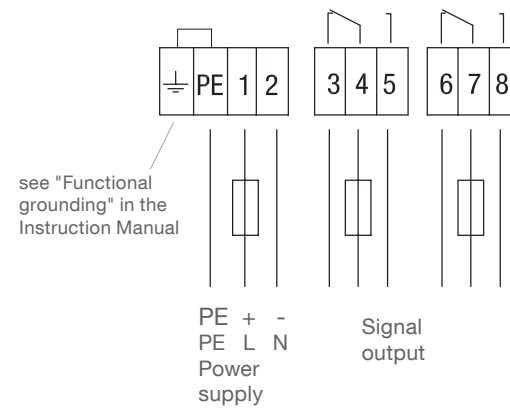 PE 1 2 3 4 5 6 7 8
see "Functional
grounding" in the
Instruction Manual
PE + -
PE L N
Power
supply
Signal
output